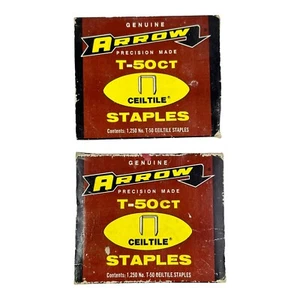 GENUINE
ARROW
PRECISION MADE
T-50CT
CEILTILE®
STAPLES
Contents: 1,250 No. T-50 CEILTILE STAPLES
GENUINE
ARROW
PRECISION MADE
T-50CT
CEILTILE®
STAPLES
Contents: 1,250 No. T-50 CEILTILE STAPLES